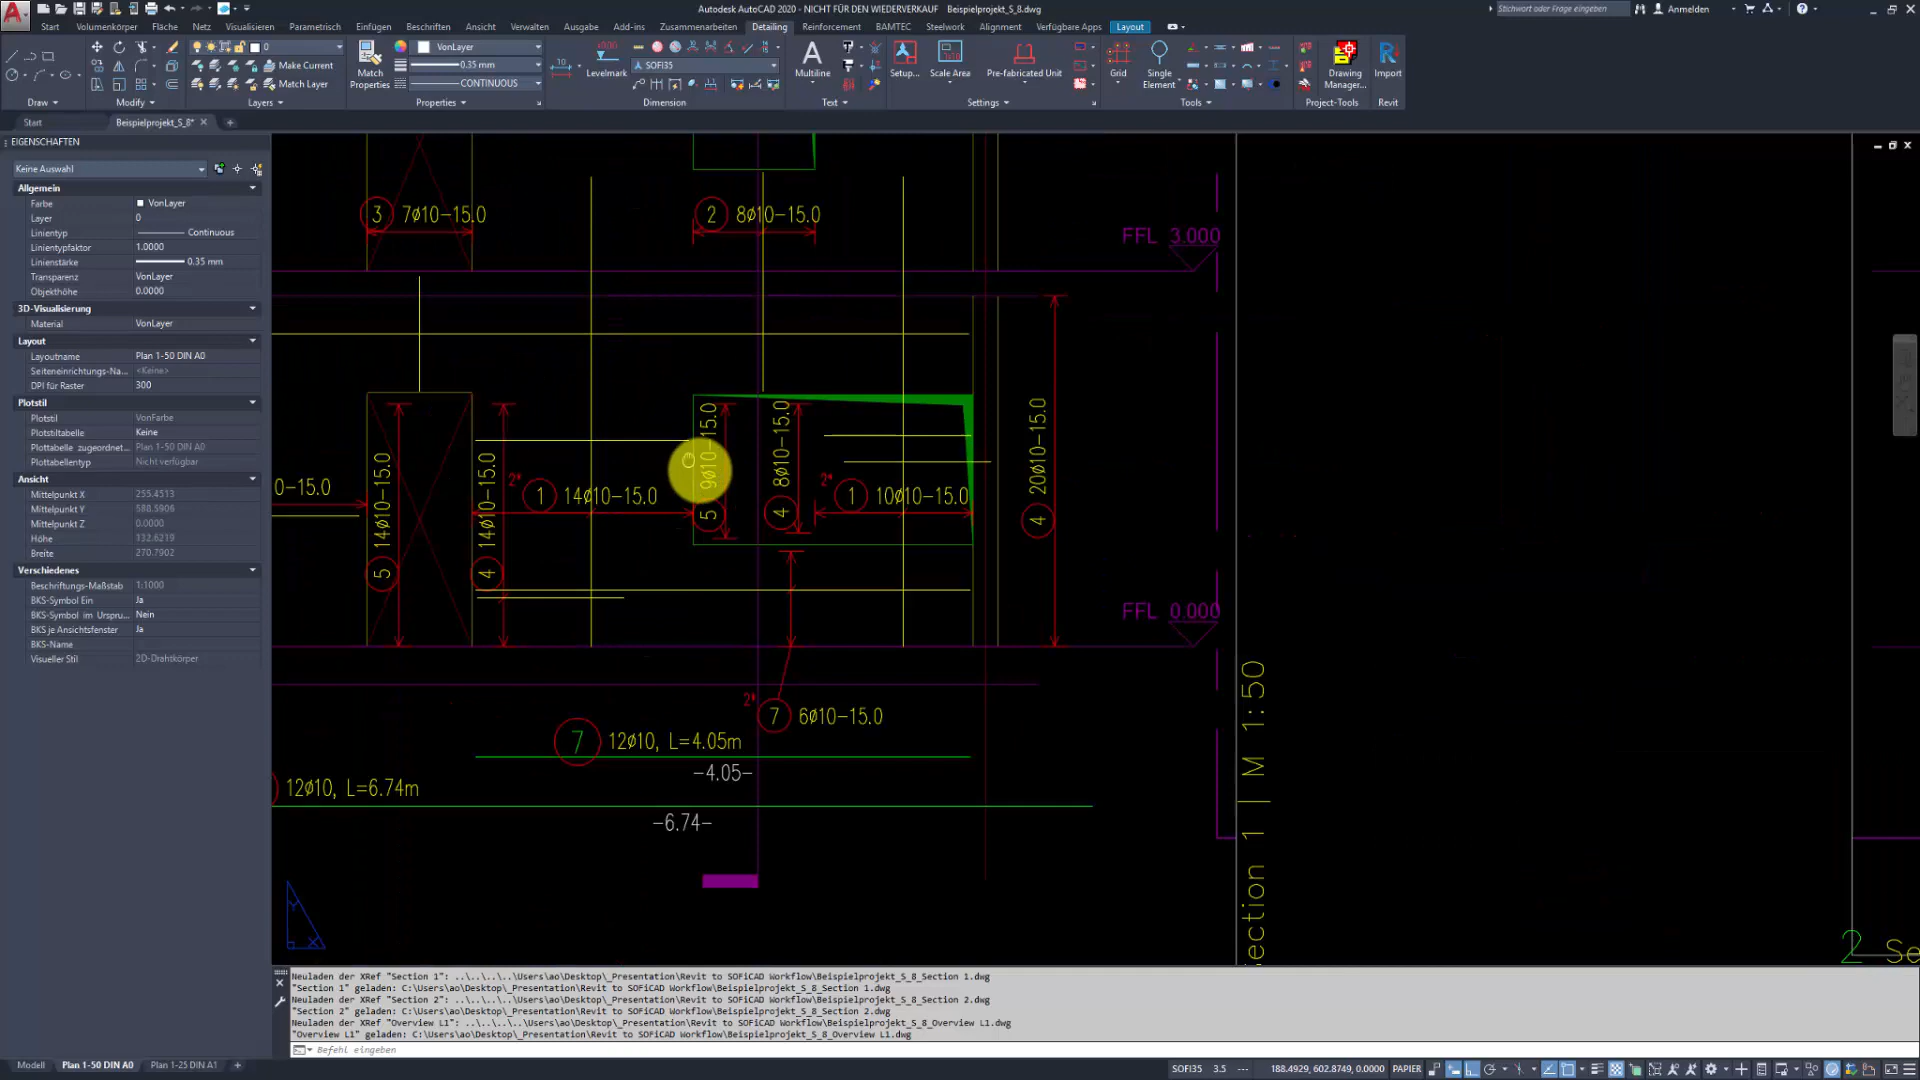 Autodesk AutoCAD 2020 - NICHT FÜR DEN WIEDERVERKAUF Beispielprojekt_S_8.dwg
Stichwort oder Frage eingeben
Anmelden
Start Volumenkörper Fläche Netz Visualisieren Parametrisch Einfügen Beschriften Ansicht Verwalten Ausgabe Add-ins Zusammenarbeiten Detailing Reinforcement BAMTEC Steelwork Alignment Verfügbare Apps Layout
0
Make Current
Match Layer
Match Properties
VonLayer
0.35 mm
CONTINUOUS
Levelmark
SOFI35
Multiline
Setup...
Scale Area
Pre-fabricated Unit
Grid
Single Element
Drawing Manager...
Import
Draw Modify Layers Properties Dimension Text Settings Tools Project-Tools Revit
Start
Beispielprojekt_S_8*
EIGENSCHAFTEN
Keine Auswahl
Allgemein
Farbe VonLayer
Layer 0
Linientyp Continuous
Linientypfaktor 1.0000
Linienstärke 0.35 mm
Transparenz VonLayer
Objekthöhe 0.0000
3D-Visualisierung
Material VonLayer
Layout
Layoutname Plan 1-50 DIN A0
Seiteneinrichtungs-Na... <Keine>
DPI für Raster 300
Plotstil
Plotstil VonFarbe
Plotstiltabelle Keine
Plottabelle zugeordnet... Plan 1-50 DIN A0
Plottabellentyp Nicht verfügbar
Ansicht
Mittelpunkt X 255.4513
Mittelpunkt Y 588.5906
Mittelpunkt Z 0.0000
Höhe 132.6219
Breite 270.7902
Verschiedenes
Beschriftungs-Maßstab 1:1000
BKS-Symbol Ein Ja
BKS-Symbol im Urspru... Nein
BKS je Ansichtsfenster Ja
BKS-Name
Visueller Stil 2D-Drahtkörper
3 7ø10-15.0
2 8ø10-15.0
FFL 3.000
0-15.0
5 14ø10-15.0
4 14ø10-15.0
2* 1 14ø10-15.0
5 9ø10-15.0
4 8ø10-15.0
2* 1 10ø10-15.0
4 20ø10-15.0
FFL 0.000
2* 7 6ø10-15.0
7 12ø10, L=4.05m
-4.05-
12ø10, L=6.74m
-6.74-
ection 1 | M 1:50
2 Se
Neuladen der XRef "Section 1": ..\..\..\..\Users\ao\Desktop\_Presentation\Revit to SOFiCAD Workflow\Beispielprojekt_S_8_Section 1.dwg
"Section 1" geladen: C:\Users\ao\Desktop\_Presentation\Revit to SOFiCAD Workflow\Beispielprojekt_S_8_Section 1.dwg
Neuladen der XRef "Section 2": ..\..\..\..\Users\ao\Desktop\_Presentation\Revit to SOFiCAD Workflow\Beispielprojekt_S_8_Section 2.dwg
"Section 2" geladen: C:\Users\ao\Desktop\_Presentation\Revit to SOFiCAD Workflow\Beispielprojekt_S_8_Section 2.dwg
Neuladen der XRef "Overview L1": ..\..\..\..\Users\ao\Desktop\_Presentation\Revit to SOFiCAD Workflow\Beispielprojekt_S_8_Overview L1.dwg
"Overview L1" geladen: C:\Users\ao\Desktop\_Presentation\Revit to SOFiCAD Workflow\Beispielprojekt_S_8_Overview L1.dwg
Befehl eingeben
Modell Plan 1-50 DIN A0 Plan 1-25 DIN A1
SOFI35 3.5 --- 188.4929, 602.8749, 0.0000 PAPIER